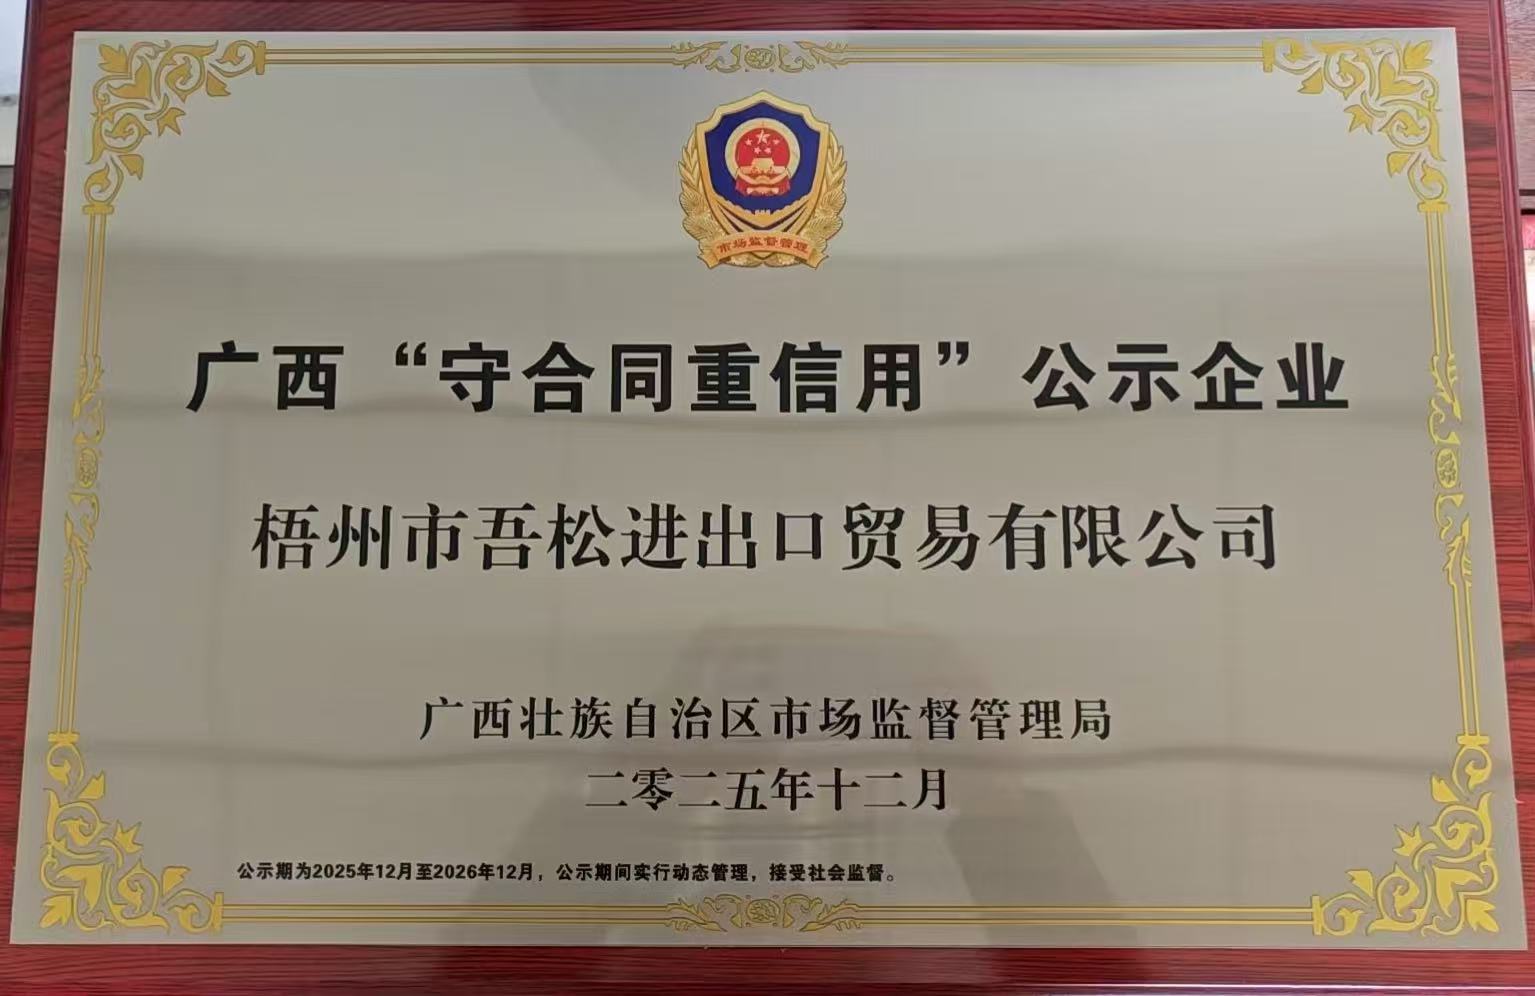 市场监督管理
广西“守合同重信用”公示企业
梧州市吾松进出口贸易有限公司
广西壮族自治区市场监督管理局
二零二五年十二月
公示期为2025年12月至2026年12月，公示期间实行动态管理，接受社会监督。